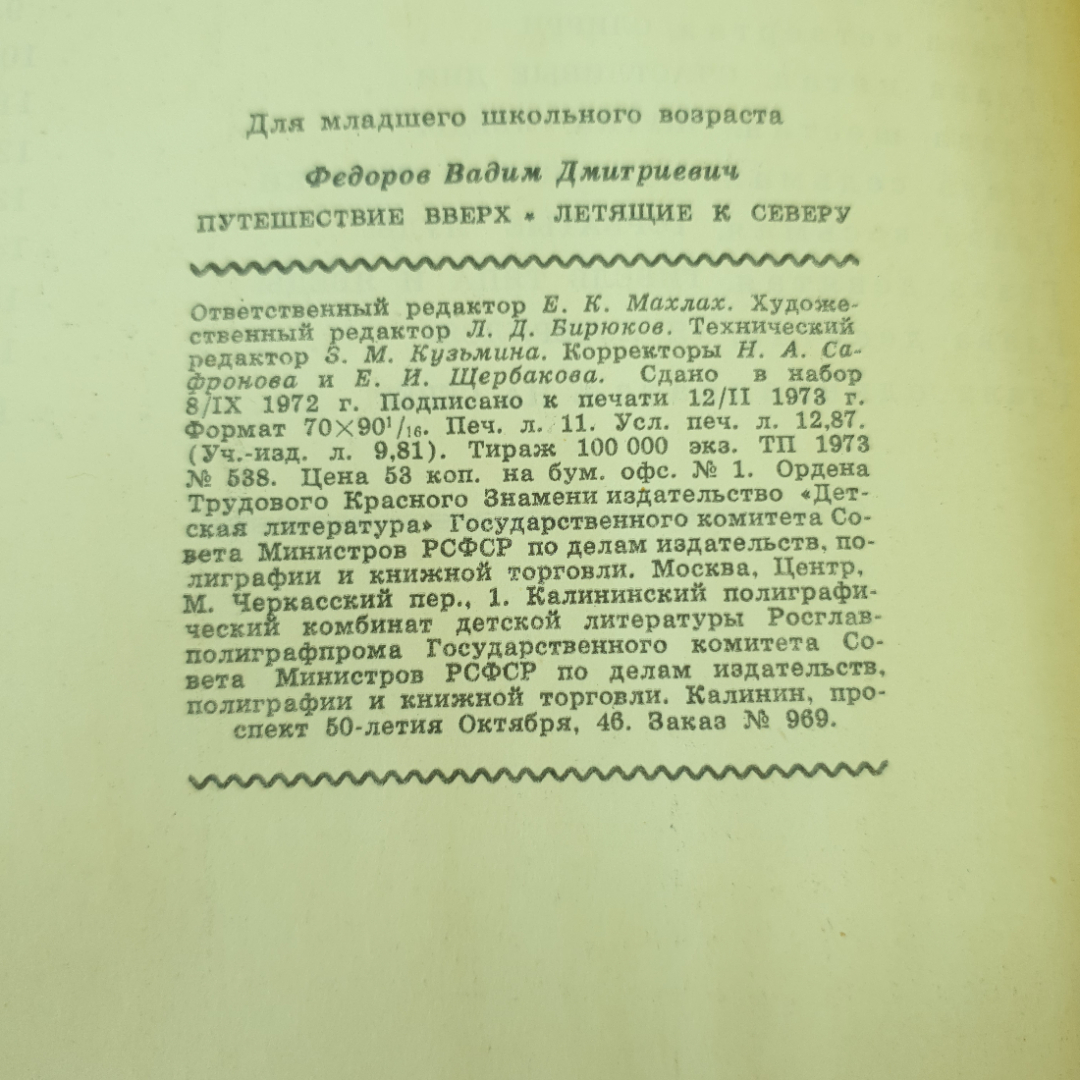 Для младшего школьного возраста
Федоров Вадим Дмитриевич
ПУТЕШЕСТВИЕ ВВЕРХ * ЛЕТЯЩИЕ К СЕВЕРУ
Ответственный редактор Е. К. Махлах. Художе-
ственный редактор Л. Д. Бирюков. Технический
редактор З. М. Кузьмина. Корректоры Н. А. Са-
фронова и Е. И. Щербакова. Сдано в набор
8/IX 1972 г. Подписано к печати 12/II 1973 г.
Формат 70×90¹/₁₆. Печ. л. 11. Усл. печ. л. 12,87.
(Уч.-изд. л. 9,81). Тираж 100 000 экз. ТП 1973
№ 538. Цена 53 коп. на бум. офс. № 1. Ордена
Трудового Красного Знамени издательство «Дет-
ская литература» Государственного комитета Со-
вета Министров РСФСР по делам издательств, по-
лиграфии и книжной торговли. Москва, Центр,
М. Черкасский пер., 1. Калининский полиграфи-
ческий комбинат детской литературы Росглав-
полиграфпрома Государственного комитета Со-
вета Министров РСФСР по делам издательств,
полиграфии и книжной торговли. Калинин, про-
спект 50-летия Октября, 46. Заказ № 969.